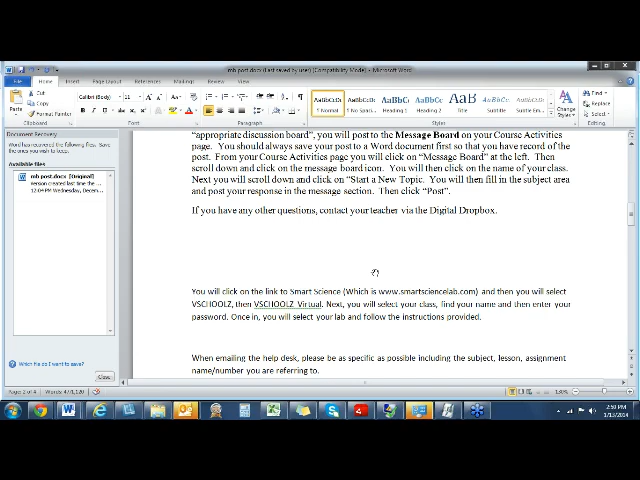 mb post.docx (Last saved by user) [Compatibility Mode] - Microsoft Word
File Home Insert Page Layout References Mailings Review View
Cut
Copy
Format Painter
Paste
Calibri (Body) 11
AaBbCcDc AaBbCcDc AaBbC AaBbCc AaB AaBbCc. AaBbCcDc
Normal No Spaci... Heading 1 Heading 2 Title Subtitle Subtle Em...
Change Styles
Find
Replace
Select
Clipboard Font Paragraph Styles Editing
Document Recovery
Word has recovered the following files. Save the ones you wish to keep.
Available files
mb post.docx [Original]
Version created last time the ...
12:04 PM Wednesday, Decem...
Which file do I want to save?
Close
"appropriate discussion board", you will post to the Message Board on your Course Activities
page. You should always save your post to a Word document first so that you have record of the
post. From your Course Activities page you will click on "Message Board" at the left. Then
scroll down and click on the message board icon. You will then click on the name of your class.
Next you will scroll down and click on "Start a New Topic. You will then fill in the subject area
and post your response in the message section. Then click "Post".
If you have any other questions, contact your teacher via the Digital Dropbox.
You will click on the link to Smart Science (Which is www.smartsciencelab.com) and then you will select
VSCHOOLZ, then VSCHOOLZ Virtual. Next, you will select your class, find your name and then enter your
password. Once in, you will select your lab and follow the instructions provided.
When emailing the help desk, please be as specific as possible including the subject, lesson, assignment
name/number you are referring to.
Page: 2 of 4 Words: 47/1,120
130%
2:50 PM
1/13/2014